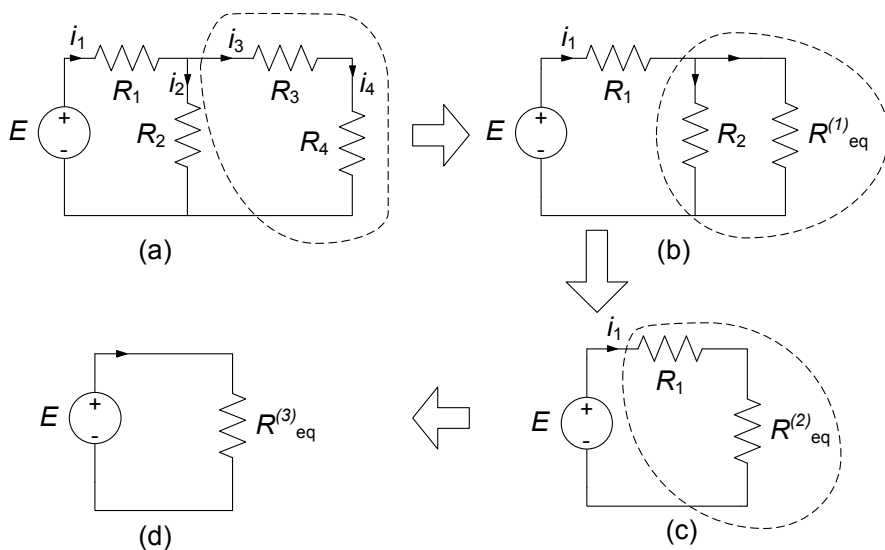 i1 R1 i2 i3 R3 i4
E + - R2 R4
(a)
i1 R1
E + - R2 R(1)eq
(b)
i1 R1
E + - R(2)eq
(c)
E + - R(3)eq
(d)